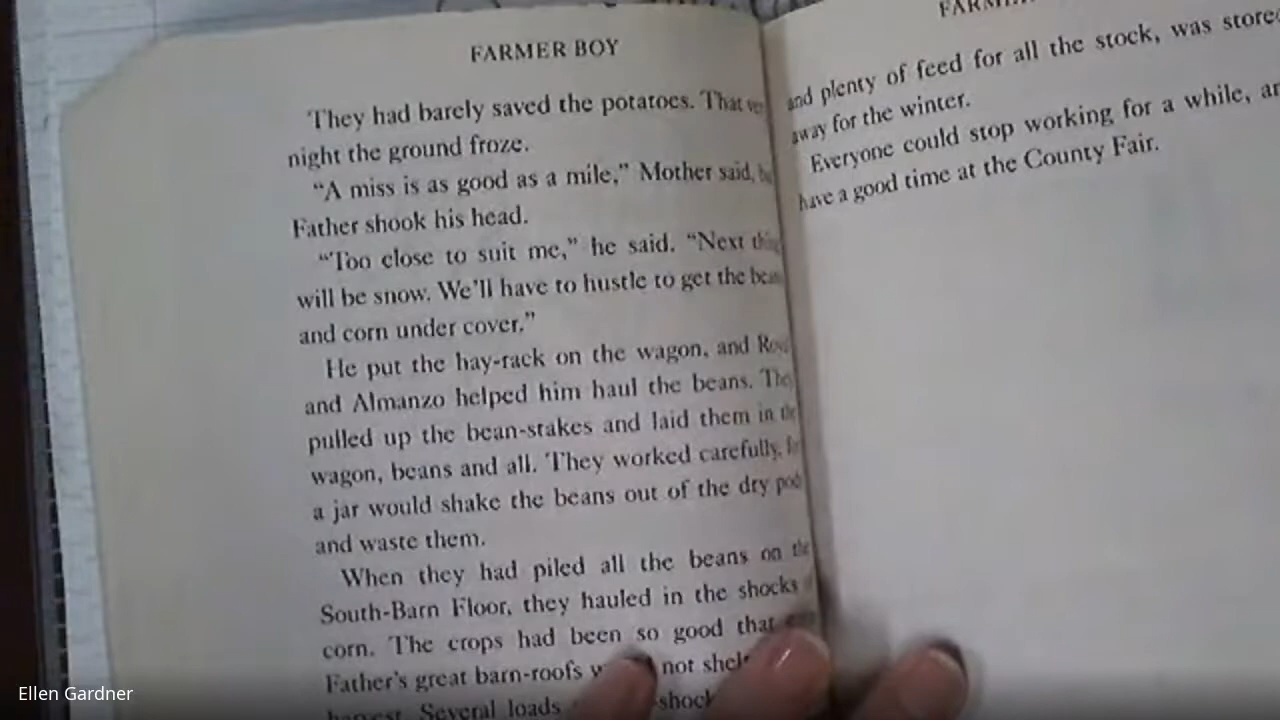 FARMER BOY
They had barely saved the potatoes. That
night the ground froze.
“A miss is as good as a mile,” Mother said,
Father shook his head.
“Too close to suit me,” he said. “Next
will be snow. We’ll have to hustle to get the
and corn under cover.”
He put the hay-rack on the wagon, and
and Almanzo helped him haul the beans.
pulled up the bean-stakes and laid them in the
wagon, beans and all. They worked carefully,
a jar would shake the beans out of the dry
and waste them.
When they had piled all the beans on the
South-Barn Floor, they hauled in the shocks
corn. The crops had been so good that
Father’s great barn-roofs not
harvest. Several loads
and plenty of feed for all the stock, was
away for the winter.
Everyone could stop working for a while,
have a good time at the County Fair.
Ellen Gardner